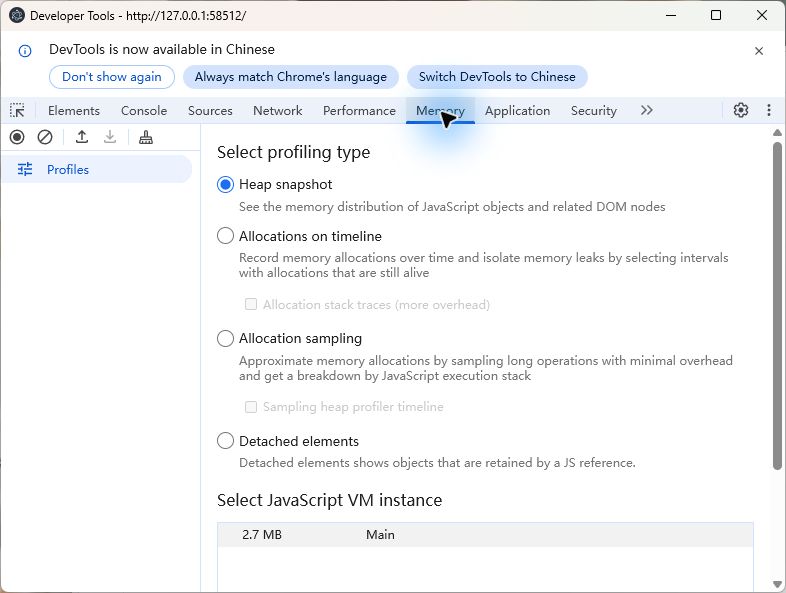 Developer Tools - http://127.0.0.1:58512/
DevTools is now available in Chinese
Don't show again
Always match Chrome's language
Switch DevTools to Chinese
Elements
Console
Sources
Network
Performance
Memory
Application
Security
Profiles
Select profiling type
Heap snapshot
See the memory distribution of JavaScript objects and related DOM nodes
Allocations on timeline
Record memory allocations over time and isolate memory leaks by selecting intervals
with allocations that are still alive
Allocation stack traces (more overhead)
Allocation sampling
Approximate memory allocations by sampling long operations with minimal overhead
and get a breakdown by JavaScript execution stack
Sampling heap profiler timeline
Detached elements
Detached elements shows objects that are retained by a JS reference.
Select JavaScript VM instance
2.7 MB Main